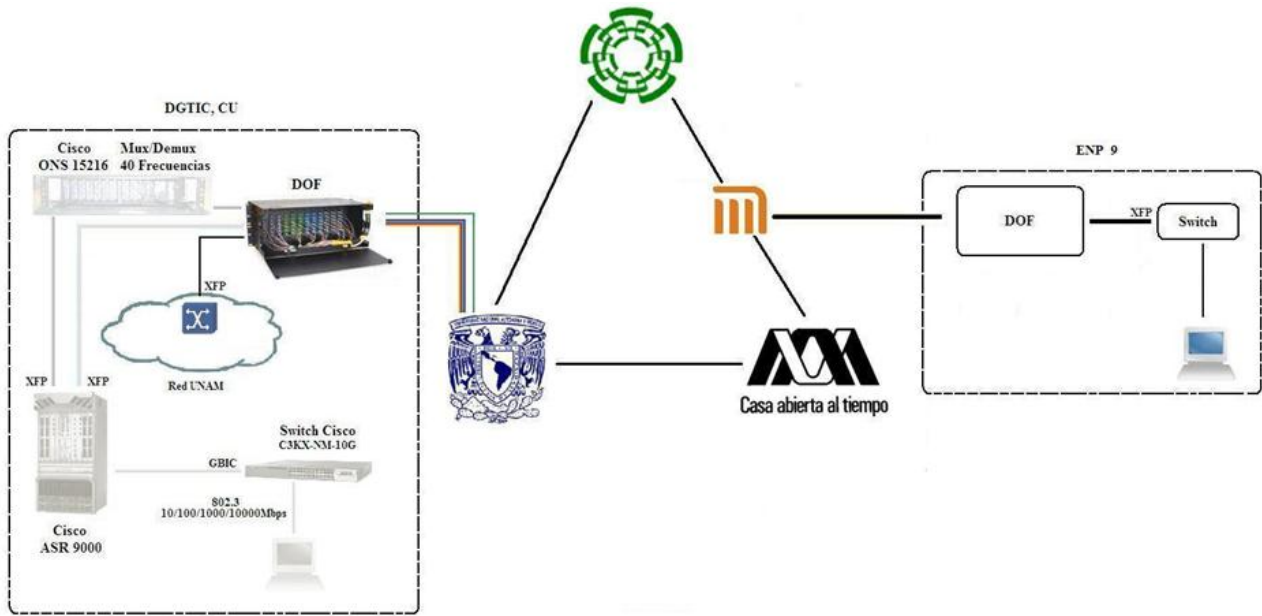 DGTIC, CU
Cisco
ONS 15216
Mux/Demux
40 Frecuencias
DOF
XFP
Red UNAM
XFP
XFP
Switch Cisco
C3KX-NM-10G
GBIC
802.3
10/100/1000/10000Mbps
Cisco
ASR 9000
Casa abierta al tiempo
ENP 9
DOF
XFP
Switch